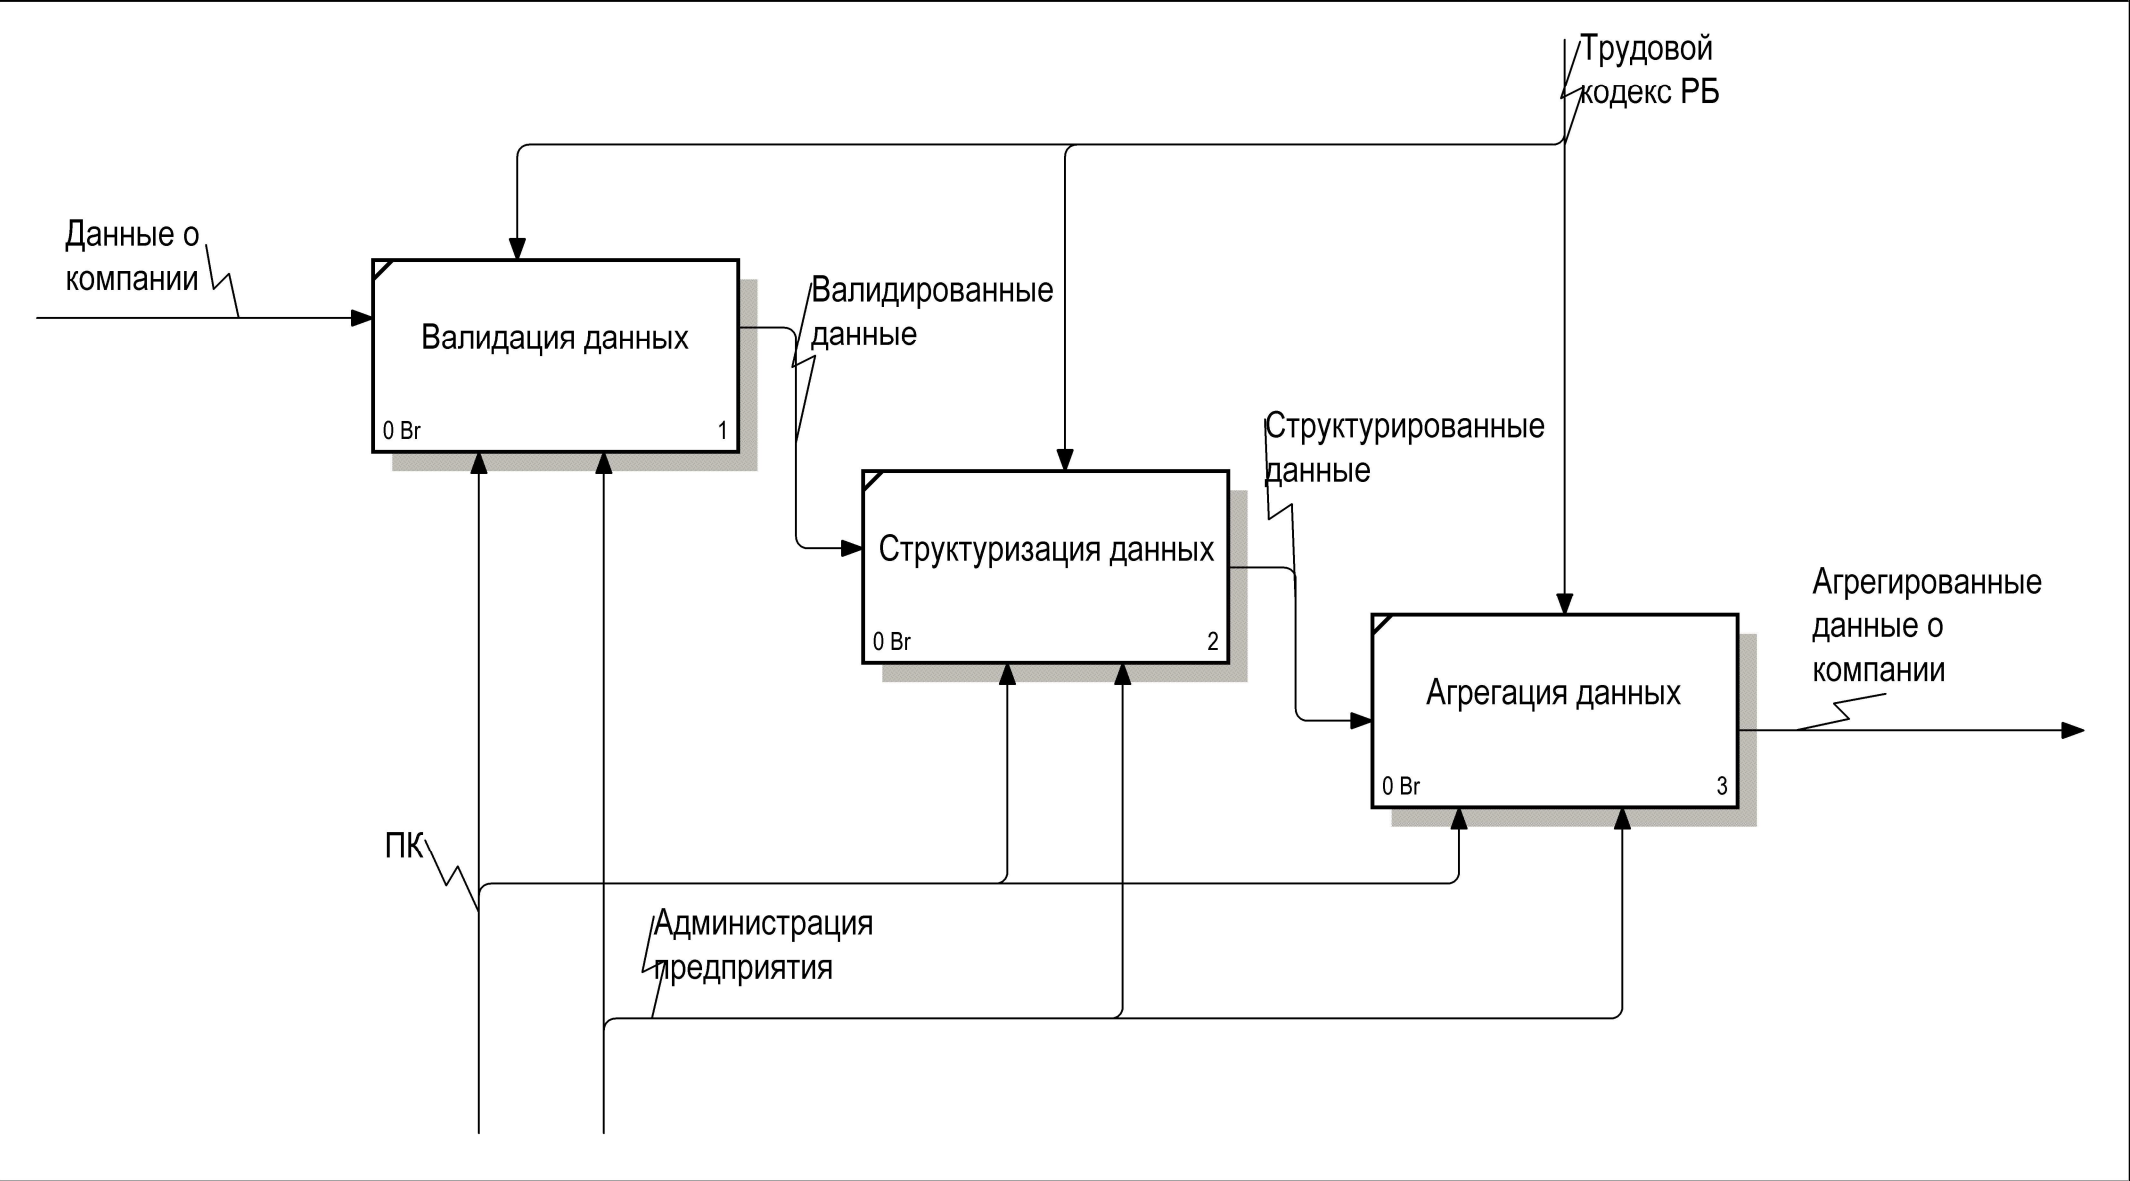 Трудовой
кодекс РБ
Данные о
компании
Валидация данных
0 Br
1
Валидированные
данные
Структурированные
данные
Структуризация данных
0 Br
2
Агрегированные
данные о
компании
Агрегация данных
0 Br
3
ПК
Администрация
предприятия